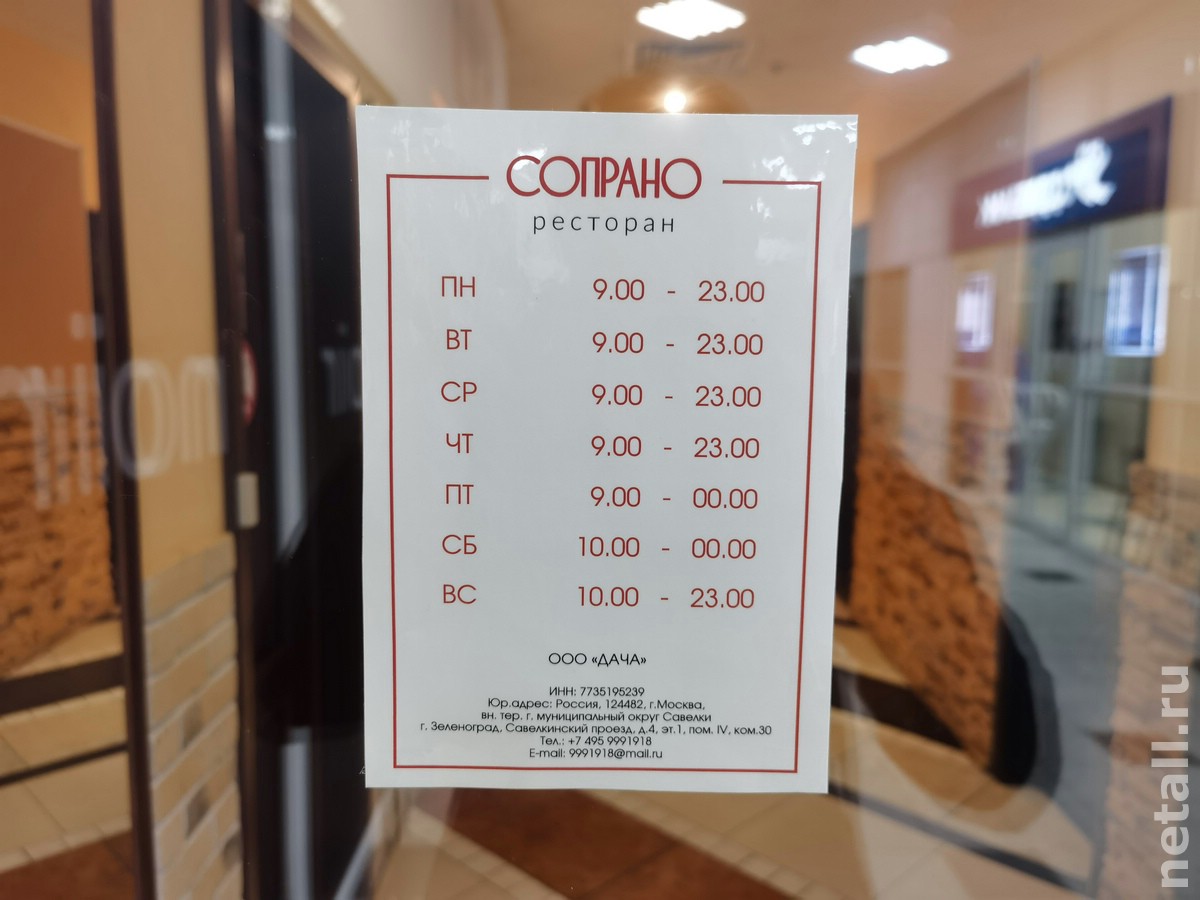 СОПРАНО
ресторан
ПН 9.00 - 23.00
ВТ 9.00 - 23.00
СР 9.00 - 23.00
ЧТ 9.00 - 23.00
ПТ 9.00 - 00.00
СБ 10.00 - 00.00
ВС 10.00 - 23.00
ООО «ДАЧА»
ИНН: 7735195239
Юр.адрес: Россия, 124482, г.Москва,
вн. тер. г. муниципальный округ Савелки
г. Зеленоград, Савелкинский проезд, д.4, эт.1, пом. IV, ком.30
Тел.: +7 495 9991918
E-mail: 9991918@mail.ru
netall.ru